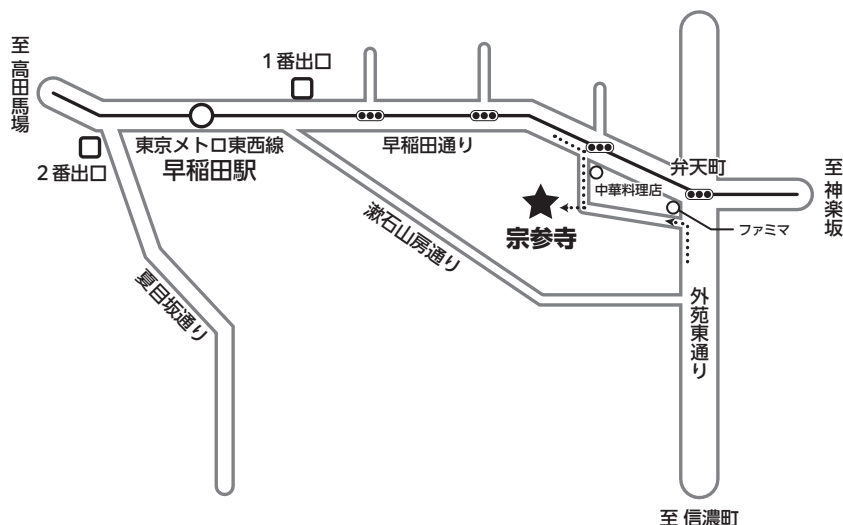 至 高田馬場
1番出口
2番出口
東京メトロ東西線
早稲田駅
早稲田通り
弁天町
至 神楽坂
中華料理店
宗参寺
ファミマ
漱石山房通り
夏目坂通り
外苑東通り
至 信濃町